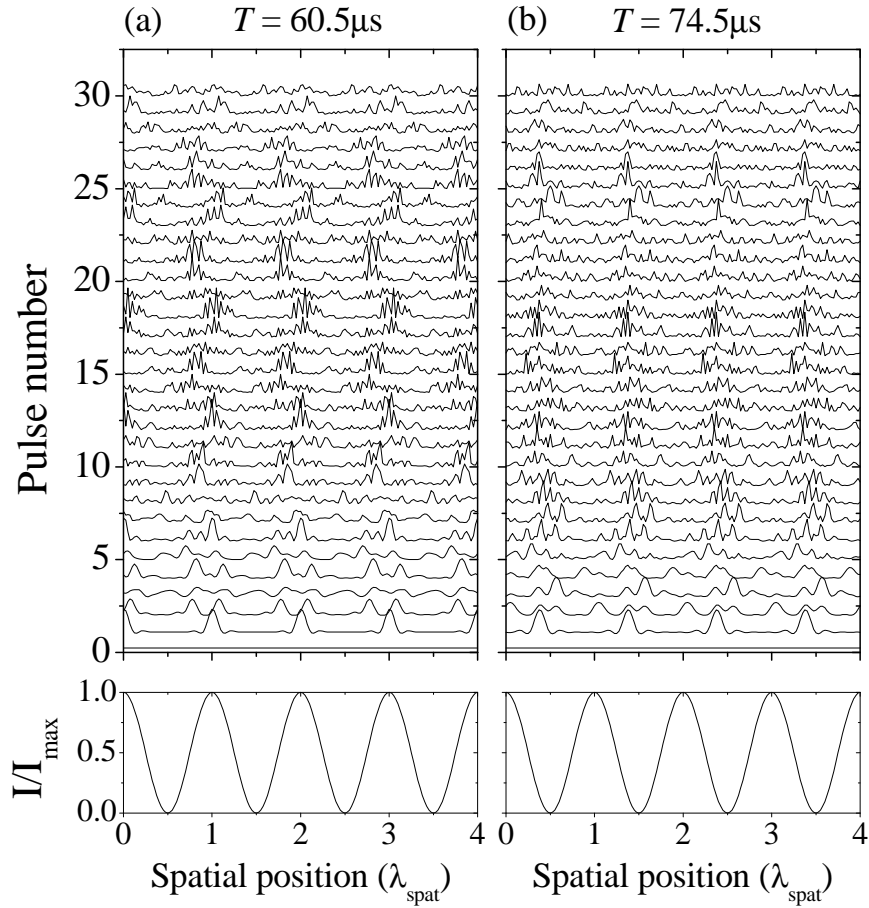 (a) T = 60.5μs
(b) T = 74.5μs
Pulse number
30
25
20
15
10
5
0
I/I_max
1.0
0.5
0.0
0 1 2 3 4
0 1 2 3 4
Spatial position (λ_spat)
Spatial position (λ_spat)